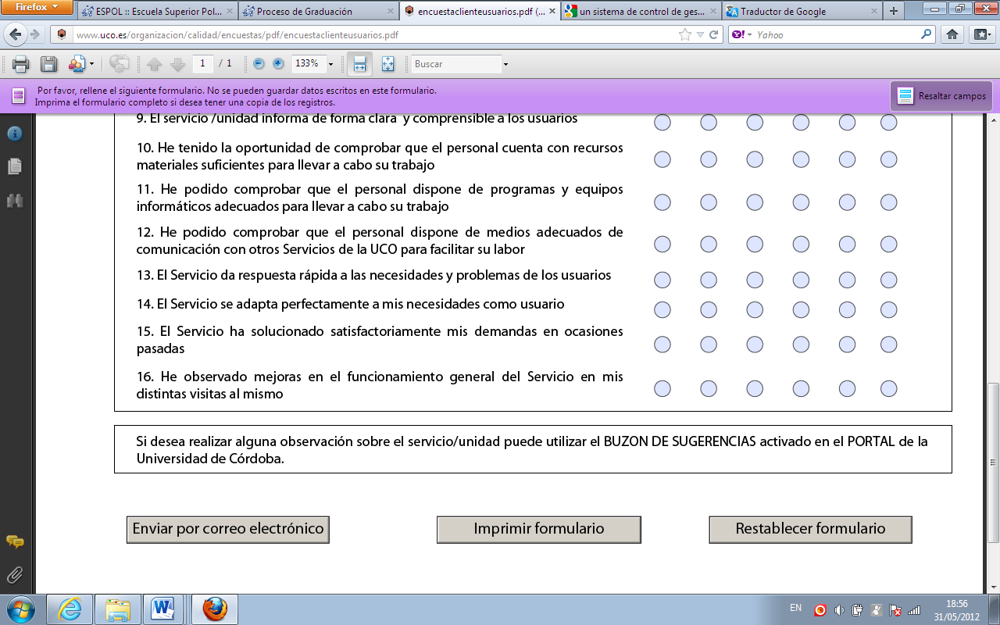 Firefox
ESPOL :: Escuela Superior Pol...
Proceso de Graduación
encuestaclienteusuarios.pdf (...
un sistema de control de ges...
Traductor de Google
www.uco.es/organizacion/calidad/encuestas/pdf/encuestaclienteusuarios.pdf
Yahoo
1 / 1
133%
Buscar
Por favor, rellene el siguiente formulario. No se pueden guardar datos escritos en este formulario.
Imprima el formulario completo si desea tener una copia de los registros.
Resaltar campos
9. El servicio /unidad informa de forma clara y comprensible a los usuarios
10. He tenido la oportunidad de comprobar que el personal cuenta con recursos
materiales suficientes para llevar a cabo su trabajo
11. He podido comprobar que el personal dispone de programas y equipos
informáticos adecuados para llevar a cabo su trabajo
12. He podido comprobar que el personal dispone de medios adecuados de
comunicación con otros Servicios de la UCO para facilitar su labor
13. El Servicio da respuesta rápida a las necesidades y problemas de los usuarios
14. El Servicio se adapta perfectamente a mis necesidades como usuario
15. El Servicio ha solucionado satisfactoriamente mis demandas en ocasiones
pasadas
16. He observado mejoras en el funcionamiento general del Servicio en mis
distintas visitas al mismo
Si desea realizar alguna observación sobre el servicio/unidad puede utilizar el BUZON DE SUGERENCIAS activado en el PORTAL de la
Universidad de Córdoba.
Enviar por correo electrónico
Imprimir formulario
Restablecer formulario
EN
18:56
31/05/2012